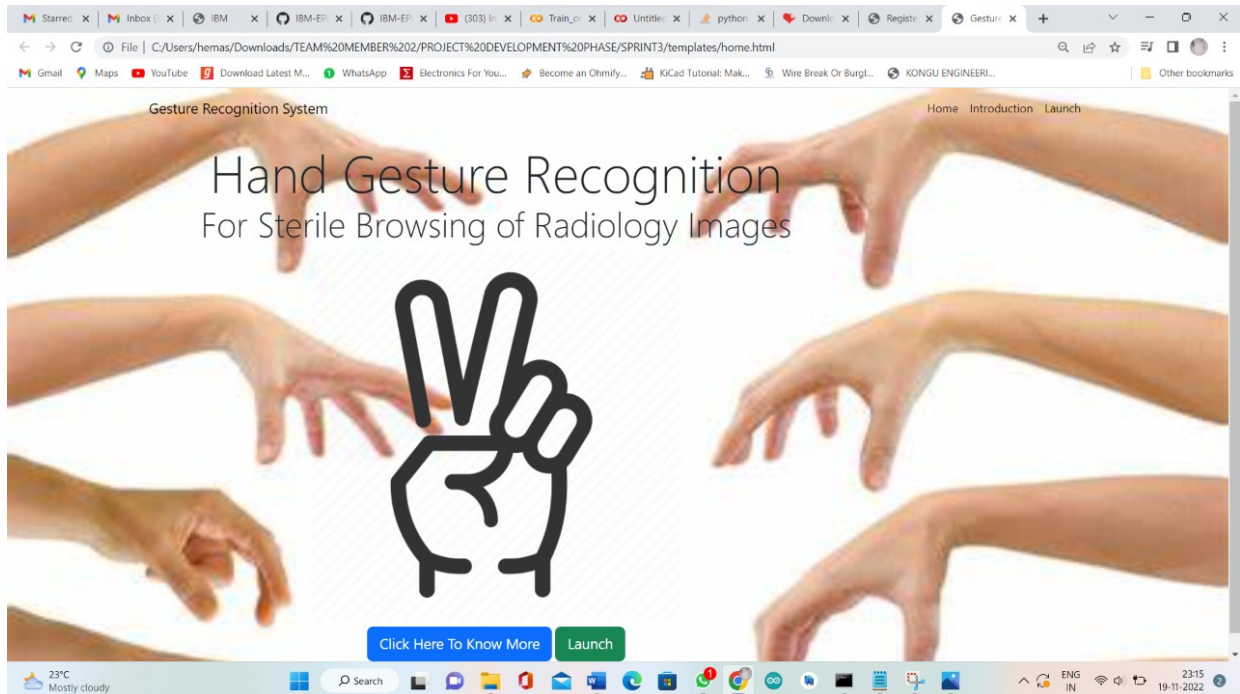 Starred
Inbox (
IBM
IBM-EP
IBM-EP
(303) In
Train_o
Untitled
python
Downlo
Registe
Gesture
File | C:/Users/hemas/Downloads/TEAM%20MEMBER%202/PROJECT%20DEVELOPMENT%20PHASE/SPRINT3/templates/home.html
Gmail Maps YouTube Download Latest M... WhatsApp Electronics For You... Become an Ohmify... KiCad Tutorial: Mak... Wire Break Or Burgl... KONGU ENGINEERI... Other bookmarks
Gesture Recognition System
Home Introduction Launch
Hand Gesture Recognition
For Sterile Browsing of Radiology Images
Click Here To Know More
Launch
23°C
Mostly cloudy
Search
ENG
IN
23:15
19-11-2022
2